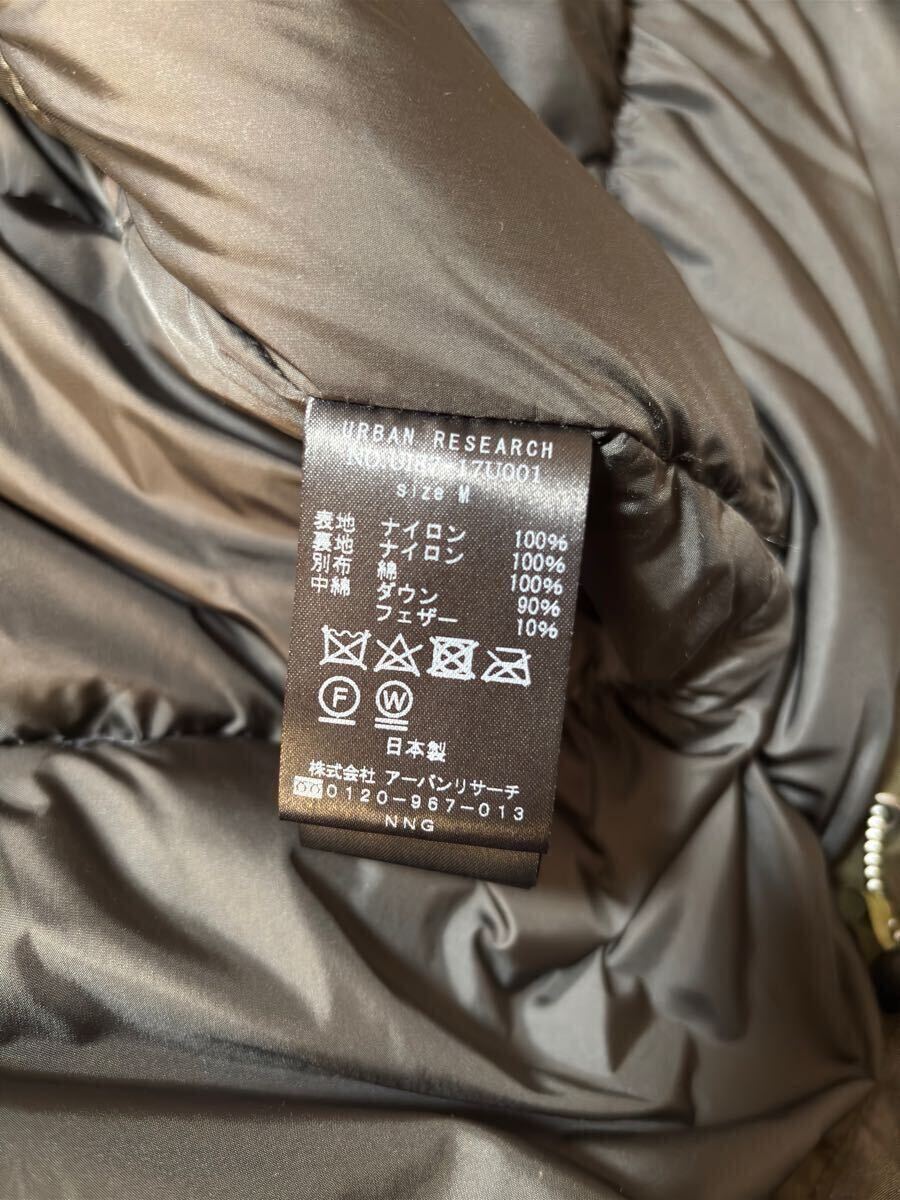 URBAN RESEARCH
SIZE M
表地 ナイロン 100%
裏地 ナイロン 100%
別布 綿 100%
中綿 ダウン 90%
フェザー 10%
F W
日本製
株式会社 アーバンリサーチ
0120-967-013
NNG